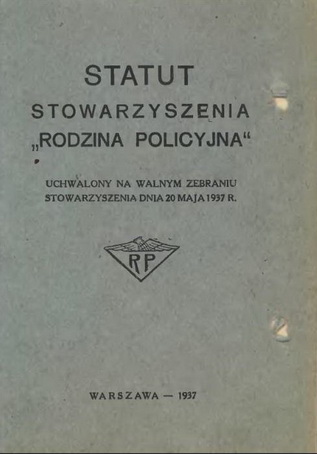 STATUT
STOWARZYSZENIA
„RODZINA POLICYJNA“
UCHWALONY NA WALNYM ZEBRANIU
STOWARZYSZENIA DNIA 20 MAJA 1937 R.
RP
WARSZAWA — 1937